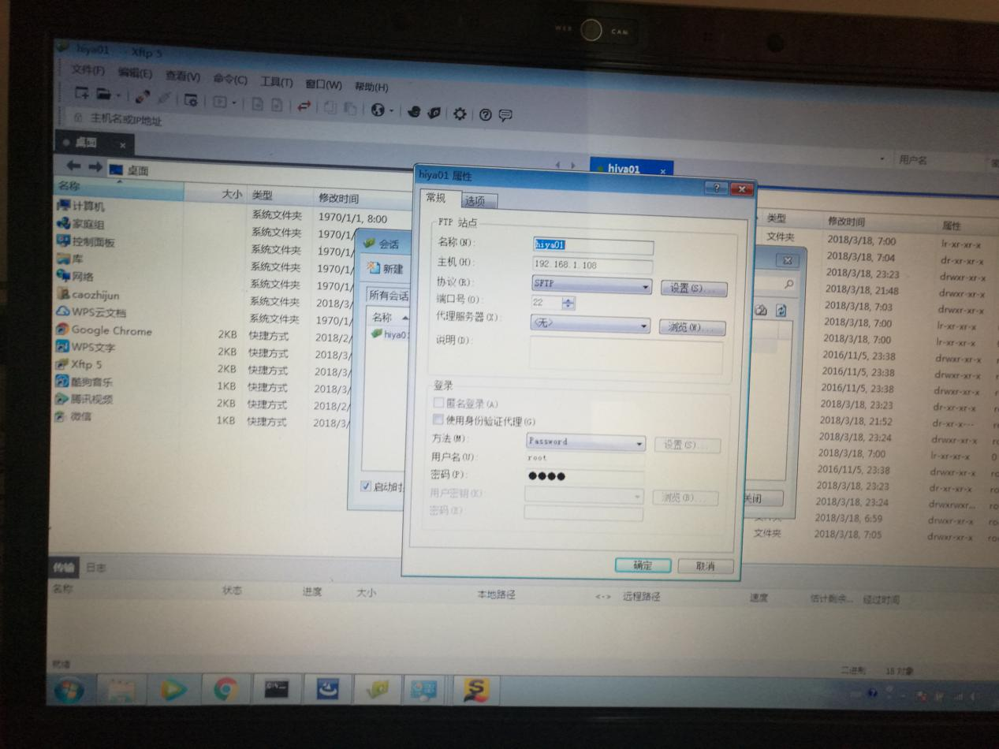 WEB CAM
hiya01 Xftp 5
文件(F) 编辑(E) 查看(V) 命令(C) 工具(T) 窗口(W) 帮助(H)
主机名或IP地址
用户名
桌面 ×
hiya01 ×
桌面
名称 大小 类型 修改时间
计算机 系统文件夹 1970/1/1, 8:00
家庭组 系统文件夹 1970/1/
控制面板 系统文件夹 1970/1/
库 系统文件夹 1970/1/
网络 系统文件夹 1970/1/
caozhijun 系统文件夹 2018/3/
WPS云文档 系统文件夹 1970/1/
Google Chrome 2KB 快捷方式 2018/2/
WPS文字 2KB 快捷方式 2018/3/
Xftp 5 2KB 快捷方式 2018/3/
酷狗音乐 1KB 快捷方式 2018/3/
腾讯视频 2KB 快捷方式 2018/2/
微信 1KB 快捷方式 2018/3/
会话
新建
所有会话
名称
hiya01
启动时
关闭
hiya01 属性
常规 选项
FTP 站点
名称(N): hiya01
主机(H): 192.168.1.108
协议(R): SFTP 设置(S)...
端口号(O): 22
代理服务器(X): <无> 浏览(W)...
说明(D):
登录
匿名登录(A)
使用身份验证代理(G)
方法(M): Password 设置(S)...
用户名(U): root
密码(P): ●●●●
用户密钥(K): 浏览(B)...
密码(E):
确定 取消
类型 修改时间 属性
文件夹 2018/3/18, 7:00 lr-xr-xr-x
2018/3/18, 7:04 dr-xr-xr-x
2018/3/18, 23:23 drwxr-xr-x
2018/3/18, 21:48 drwxr-xr-x
2018/3/18, 7:03 drwxr-xr-x
2018/3/18, 7:00 lr-xr-xr-x
2018/3/18, 7:00 lr-xr-xr-x
2016/11/5, 23:38 drwxr-xr-x
2016/11/5, 23:38 drwxr-xr-x
2016/11/5, 23:38 drwxr-xr-x
2018/3/18, 23:23 dr-xr-xr-x
2018/3/18, 21:52 dr-xr-x---
2018/3/18, 23:24 drwxr-xr-x
2018/3/18, 7:00 lr-xr-xr-x
2016/11/5, 23:38 drwxr-xr-x
2018/3/18, 23:23 dr-xr-xr-x
2018/3/18, 23:24 drwxrwxr...
文件夹 2018/3/18, 6:59 drwxr-xr-x
文件夹 2018/3/18, 7:05 drwxr-xr-x
传输 日志
名称 状态 进度 大小 本地路径 <-> 远程路径 速度 估计剩余... 经过时间
就绪 二进制 18 对象